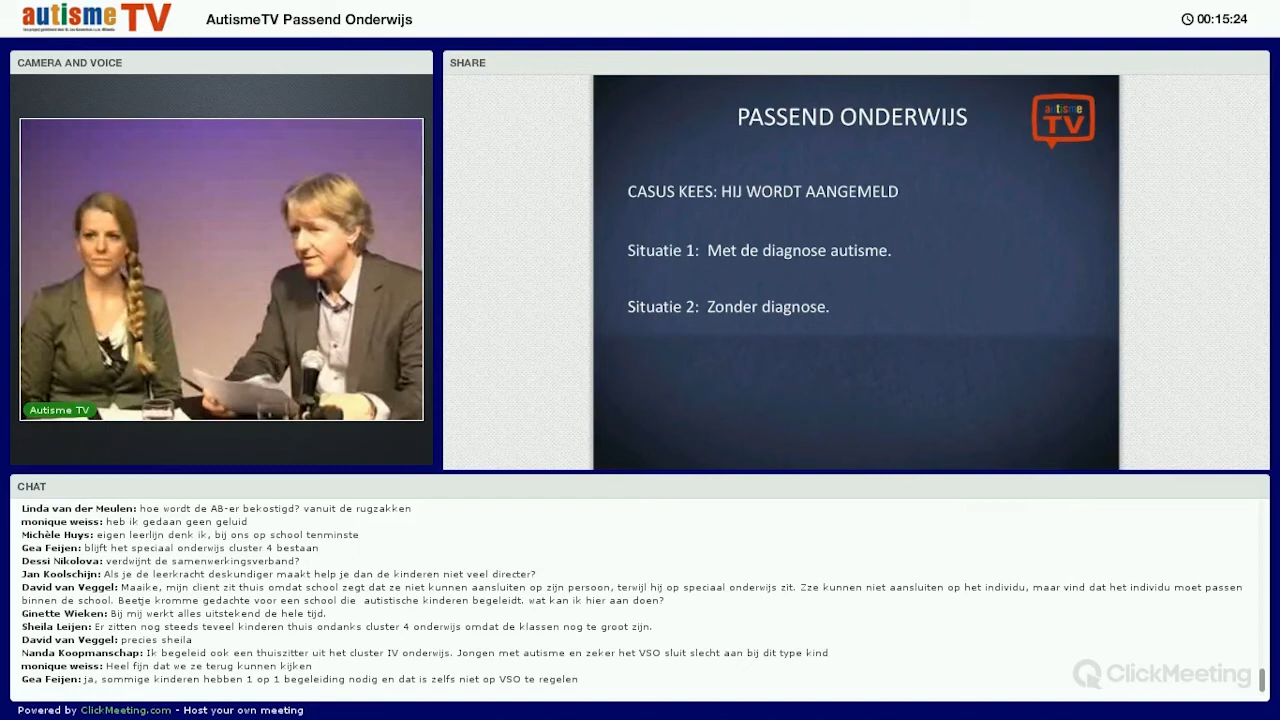 autisme TV
AutismeTV Passend Onderwijs
00:15:24
CAMERA AND VOICE
SHARE
PASSEND ONDERWIJS
autisme
TV
CASUS KEES: HIJ WORDT AANGEMELD
Situatie 1: Met de diagnose autisme.
Situatie 2: Zonder diagnose.
Autisme TV
CHAT
Linda van der Meulen: hoe wordt de AB-er bekostigd? vanuit de rugzakken
monique weiss: heb ik gedaan geen geluid
Michèle Huys: eigen leerlijn denk ik, bij ons op school tenminste
Gea Feijen: blijft het speciaal onderwijs cluster 4 bestaan
Dessi Nikolova: verdwijnt de samenwerkingsverband?
Jan Koolschijn: Als je de leerkracht deskundiger maakt help je dan de kinderen niet veel directer?
David van Veggel: Maaike, mijn client zit thuis omdat school zegt dat ze niet kunnen aansluiten op zijn persoon, terwijl hij op speciaal onderwijs zit. Zze kunnen niet aansluiten op het individu, maar vind dat het individu moet passen
binnen de school. Beetje kromme gedachte voor een school die autistische kinderen begeleidt. wat kan ik hier aan doen?
Ginette Wieken: Bij mij werkt alles uitstekend de hele tijd.
Sheila Leijen: Er zitten nog steeds teveel kinderen thuis ondanks cluster 4 onderwijs omdat de klassen nog te groot zijn.
David van Veggel: precies sheila
Nanda Koopmanschap: Ik begeleid ook een thuiszitter uit het cluster IV onderwijs. Jongen met autisme en zeker het VSO sluit slecht aan bij dit type kind
monique weiss: Heel fijn dat we ze terug kunnen kijken
Gea Feijen: ja, sommige kinderen hebben 1 op 1 begeleiding nodig en dat is zelfs niet op VSO te regelen
ClickMeeting
Powered by ClickMeeting.com - Host your own meeting